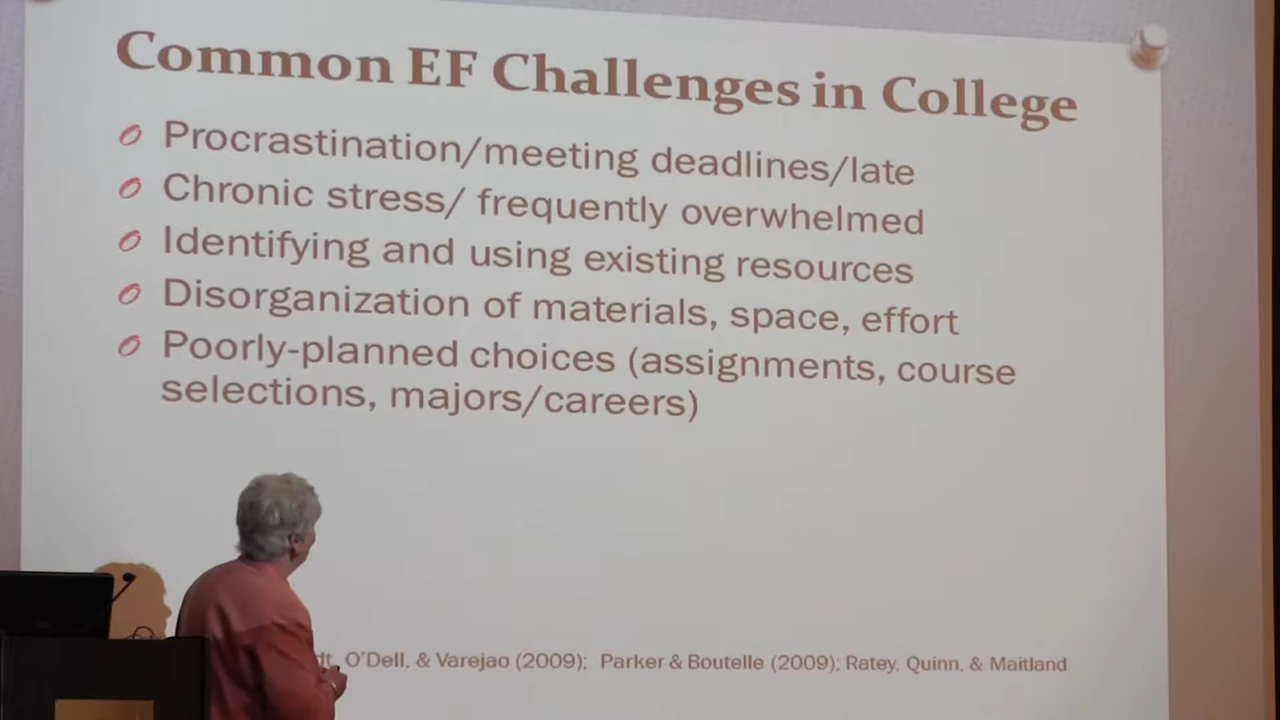 Common EF Challenges in College
Procrastination/meeting deadlines/late
Chronic stress/ frequently overwhelmed
Identifying and using existing resources
Disorganization of materials, space, effort
Poorly-planned choices (assignments, course
selections, majors/careers)
O'Dell, & Varejao (2009); Parker & Boutelle (2009); Ratey, Quinn, & Maitland